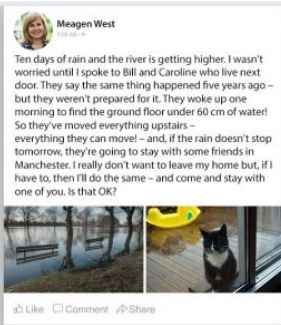 Meagen West
Ten days of rain and the river is getting higher. I wasn't
worried until I spoke to Bill and Caroline who live next
door. They say the same thing happened five years ago –
but they weren't prepared for it. They woke up one
morning to find the ground floor under 60 cm of water!
So they've moved everything upstairs –
everything they can move! – and, if the rain doesn't stop
tomorrow, they're going to stay with some friends in
Manchester. I really don't want to leave my home but, if I
have to, then I'll do the same – and come and stay with
one of you. Is that OK?
Like Comment Share